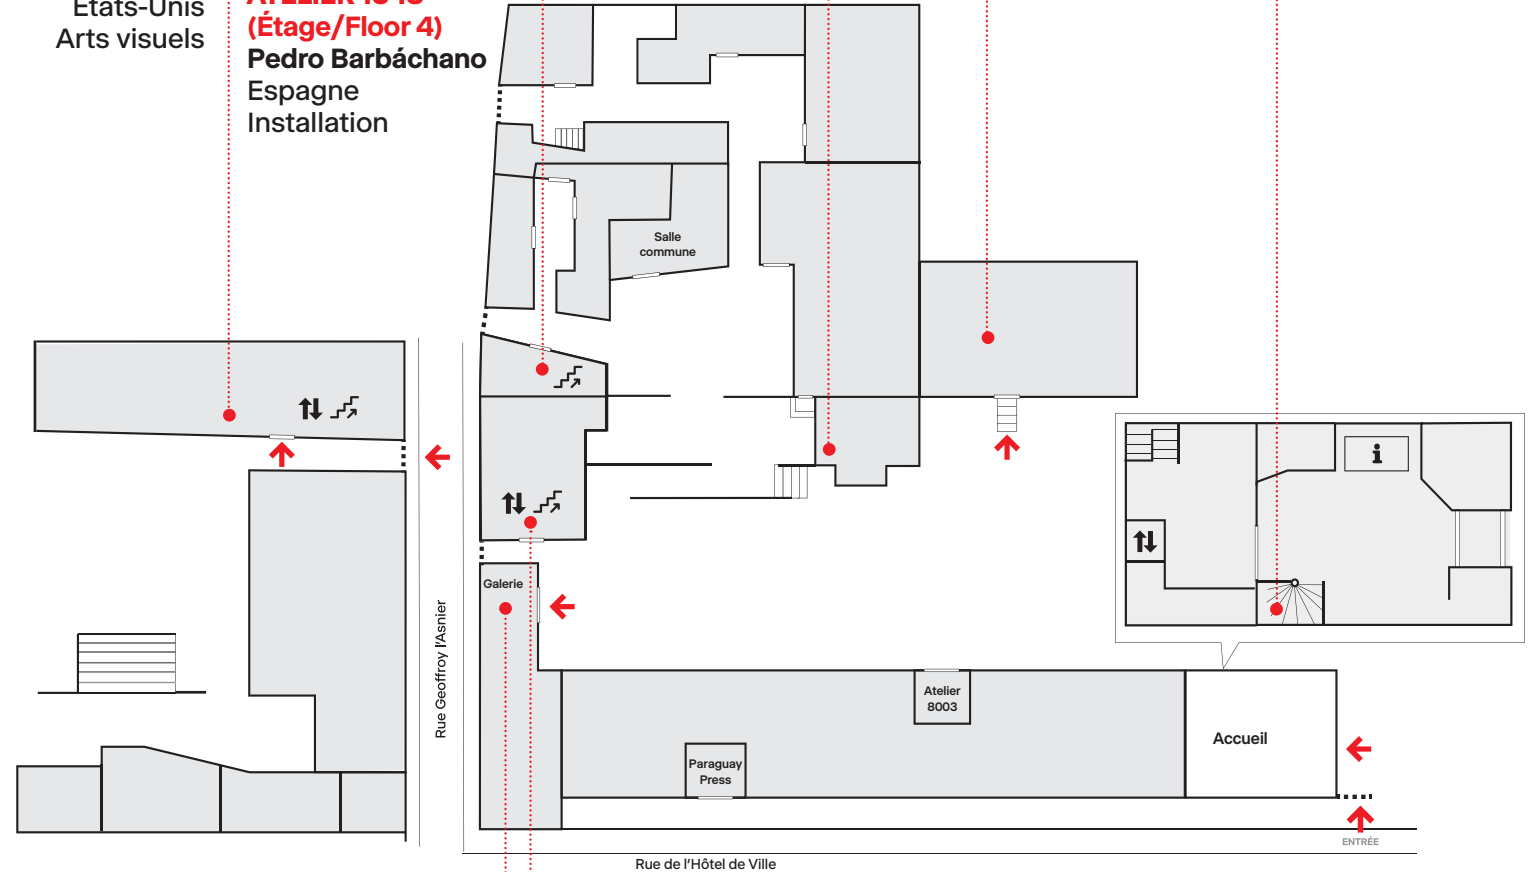 États-Unis
Arts visuels
(Étage/Floor 4)
Pedro Barbáchano
Espagne
Installation
Salle
commune
Galerie
Rue Geoffroy l'Asnier
Atelier
8003
Paraguay
Press
Accueil
ENTRÉE
Rue de l'Hôtel de Ville